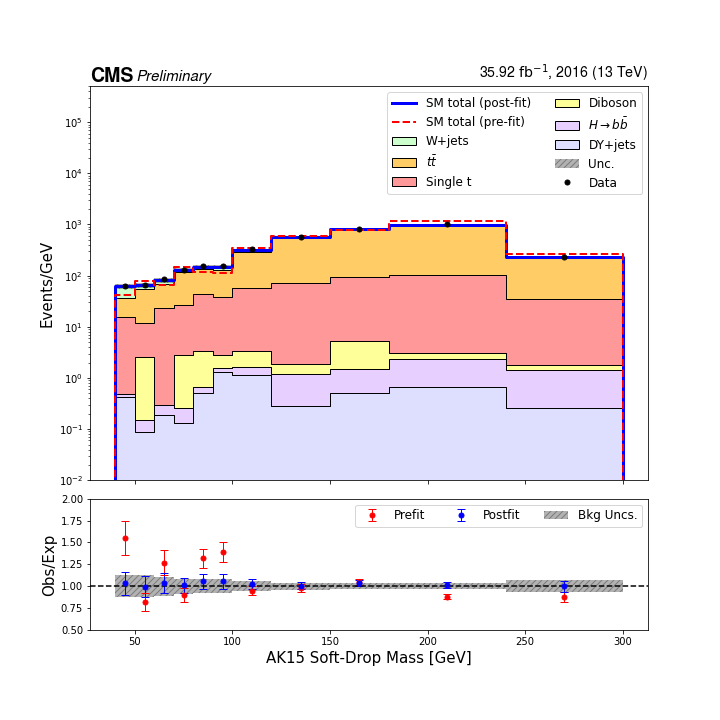 CMS Preliminary
35.92 fb⁻¹, 2016 (13 TeV)
SM total (post-fit)
SM total (pre-fit)
W+jets
tt̄
Single t
Diboson
H→bb̄
DY+jets
Unc.
Data
Events/GeV
10⁵
10⁴
10³
10²
10¹
10⁰
10⁻¹
10⁻²
Prefit
Postfit
Bkg Uncs.
Obs/Exp
2.00
1.75
1.50
1.25
1.00
0.75
0.50
50 100 150 200 250 300
AK15 Soft-Drop Mass [GeV]